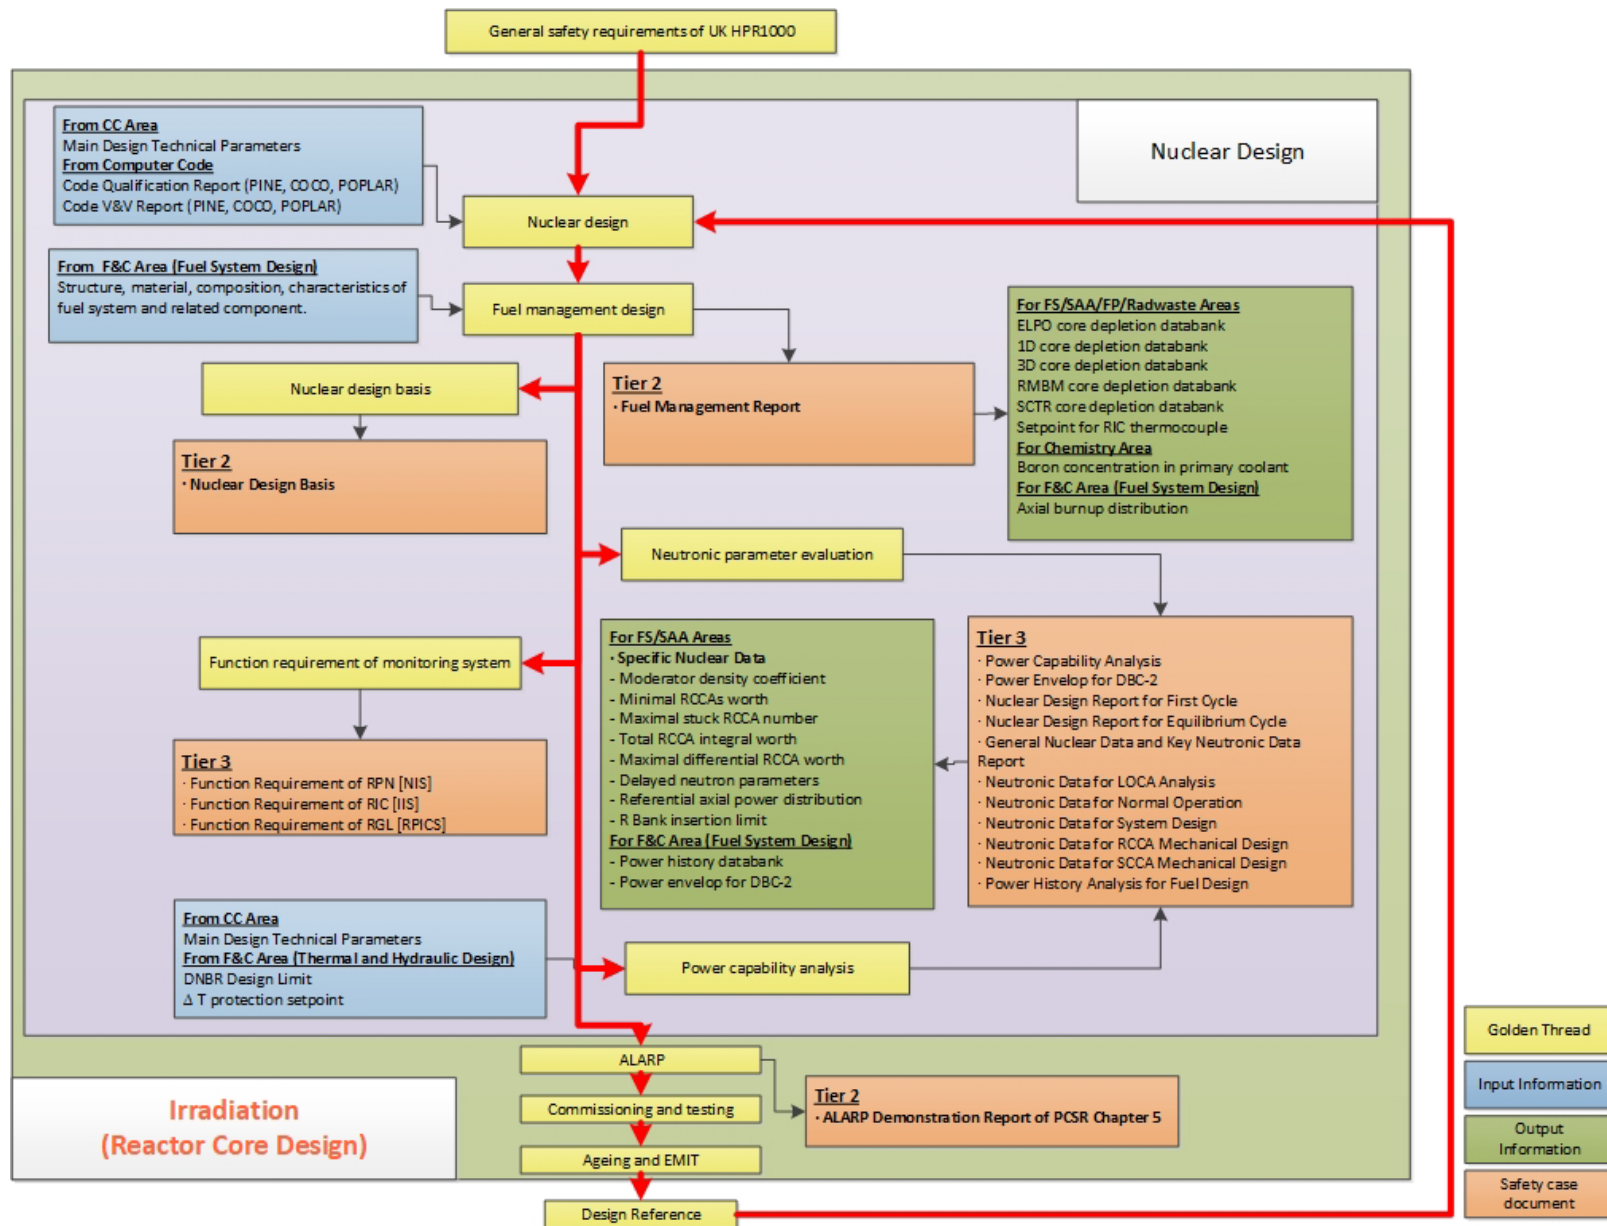 General safety requirements of UK HPR1000
Nuclear Design
From CC Area
Main Design Technical Parameters
From Computer Code
Code Qualification Report (PINE, COCO, POPLAR)
Code V&V Report (PINE, COCO, POPLAR)
Nuclear design
From F&C Area (Fuel System Design)
Structure, material, composition, characteristics of
fuel system and related component.
Fuel management design
For FS/SAA/FP/Radwaste Areas
ELPO core depletion databank
1D core depletion databank
3D core depletion databank
RMBM core depletion databank
SCTR core depletion databank
Setpoint for RIC thermocouple
For Chemistry Area
Boron concentration in primary coolant
For F&C Area (Fuel System Design)
Axial burnup distribution
Nuclear design basis
Tier 2
· Fuel Management Report
Tier 2
· Nuclear Design Basis
Neutronic parameter evaluation
Function requirement of monitoring system
For FS/SAA Areas
· Specific Nuclear Data
- Moderator density coefficient
- Minimal RCCAs worth
- Maximal stuck RCCA number
- Total RCCA integral worth
- Maximal differential RCCA worth
- Delayed neutron parameters
- Referential axial power distribution
- R Bank insertion limit
For F&C Area (Fuel System Design)
- Power history databank
- Power envelop for DBC-2
Tier 3
· Power Capability Analysis
· Power Envelop for DBC-2
· Nuclear Design Report for First Cycle
· Nuclear Design Report for Equilibrium Cycle
· General Nuclear Data and Key Neutronic Data
Report
· Neutronic Data for LOCA Analysis
· Neutronic Data for Normal Operation
· Neutronic Data for System Design
· Neutronic Data for RCCA Mechanical Design
· Neutronic Data for SCCA Mechanical Design
· Power History Analysis for Fuel Design
Tier 3
· Function Requirement of RPN [NIS]
· Function Requirement of RIC [IIS]
· Function Requirement of RGL [RPICS]
From CC Area
Main Design Technical Parameters
From F&C Area (Thermal and Hydraulic Design)
DNBR Design Limit
Δ T protection setpoint
Power capability analysis
ALARP
Commissioning and testing
Ageing and EMIT
Design Reference
Tier 2
· ALARP Demonstration Report of PCSR Chapter 5
Irradiation
(Reactor Core Design)
Golden Thread
Input Information
Output
Information
Safety case
document